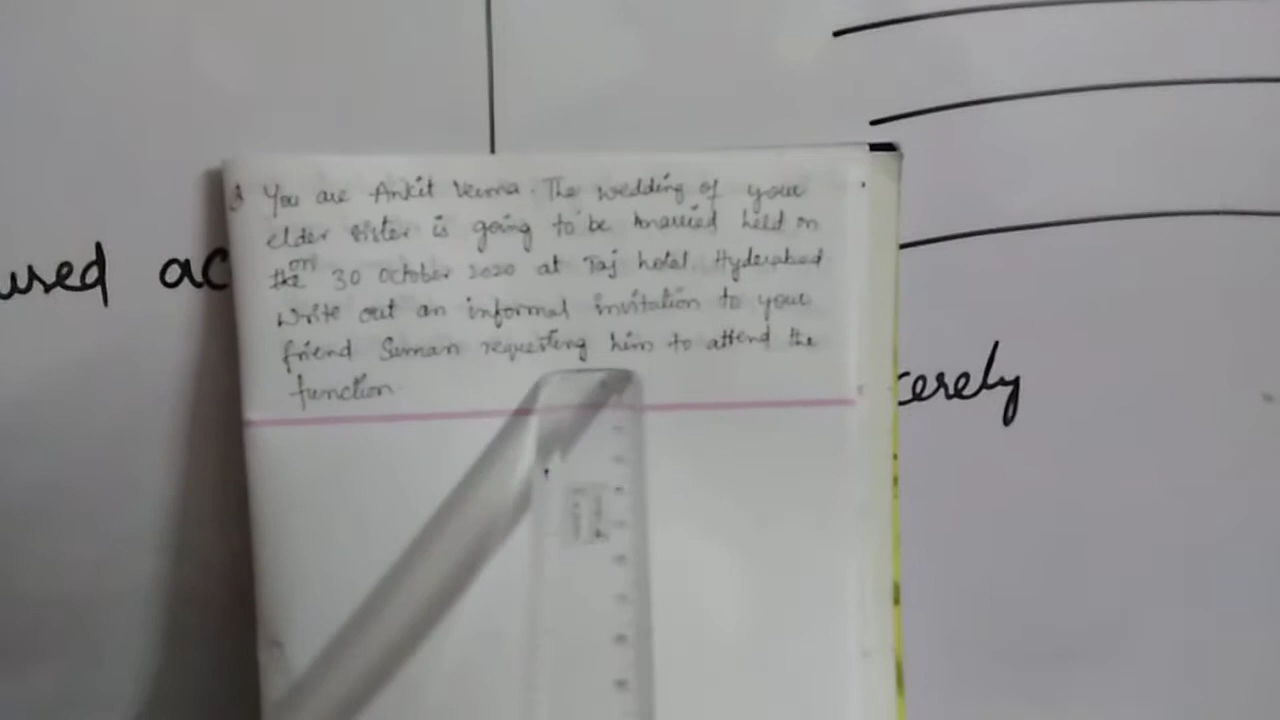 used ac
3 You are Ankit Verma. The wedding of your
elder sister is going to be married held on
the on 30 October 2020 at Taj hotel, Hyderabad
Write out an informal invitation to your
friend Suman requesting him to attend the
function.
cerely